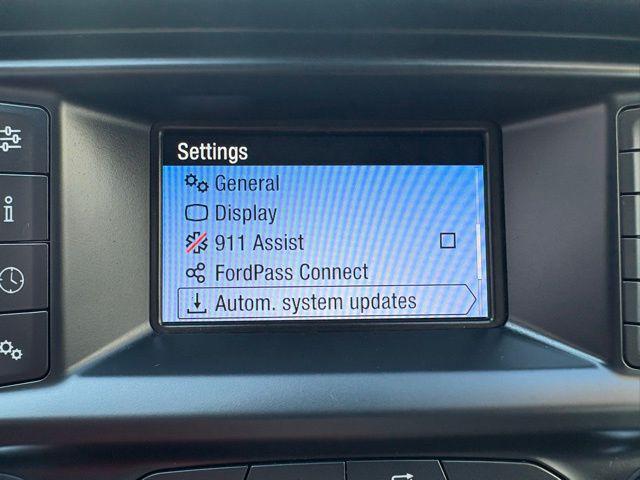 Settings
General
Display
911 Assist
FordPass Connect
Autom. system updates